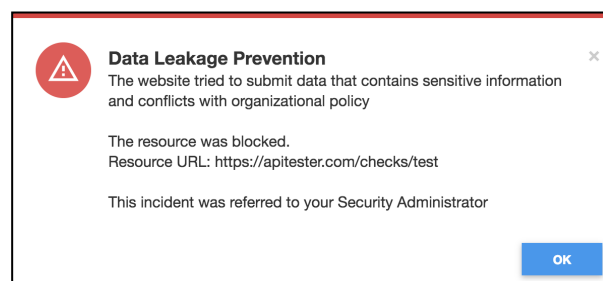 Data Leakage Prevention
The website tried to submit data that contains sensitive information
and conflicts with organizational policy
The resource was blocked.
Resource URL: https://apitester.com/checks/test
This incident was referred to your Security Administrator
OK